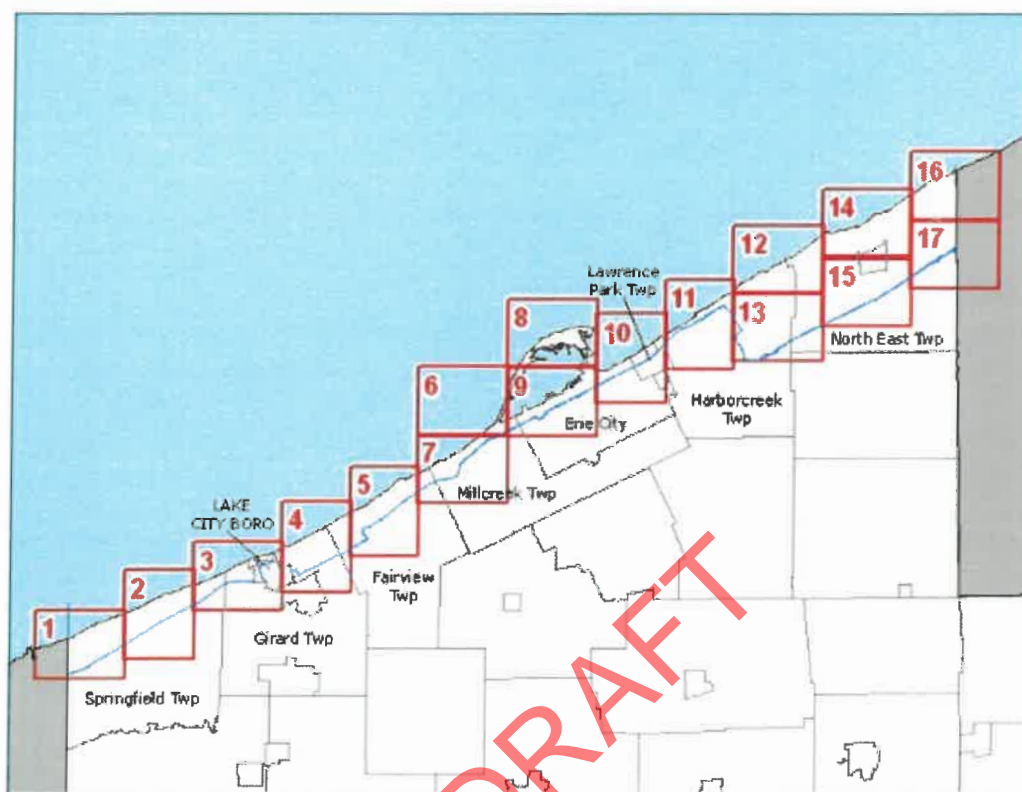 16
14
17
12
Lawrence
Park Twp
11
15
8
10
13
North East Twp
6
9
Harborcreek
Twp
Erie City
7
5
Millcreek Twp
LAKE
CITY BORO
4
3
Fairview
Twp
2
Girard Twp
1
Springfield Twp
DRAFT